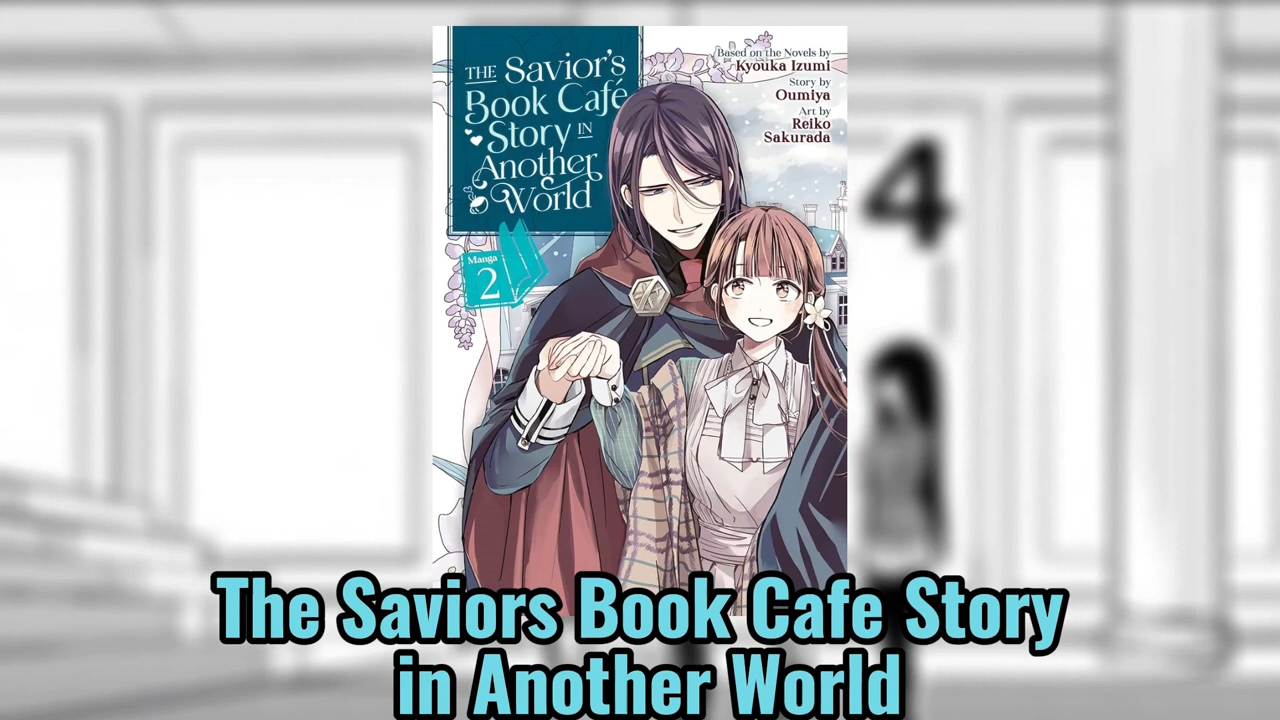 THE Savior's
Book Café
Story IN
Another
World
Manga
2
Based on the Novels by
Kyouka Izumi
Story by
Oumiya
Art by
Reiko
Sakurada
4
The Saviors Book Cafe Story
in Another World